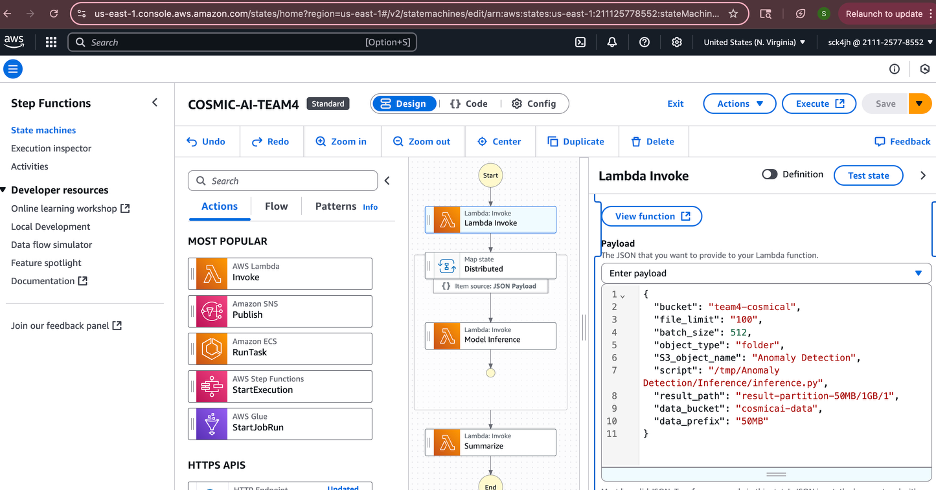 us-east-1.console.aws.amazon.com/states/home?region=us-east-1#/v2/statemachines/edit/arn:aws:states:us-east-1:211125778552:stateMachin...
S
Relaunch to update
aws
Search
[Option+S]
United States (N. Virginia)
sck4jh @ 2111-2577-8552
Step Functions
State machines
Execution inspector
Activities
Developer resources
Online learning workshop
Local Development
Data flow simulator
Feature spotlight
Documentation
Join our feedback panel
COSMIC-AI-TEAM4
Standard
Design
{} Code
Config
Exit
Actions
Execute
Save
Undo
Redo
Zoom in
Zoom out
Center
Duplicate
Delete
Feedback
Search
Actions
Flow
Patterns
Info
MOST POPULAR
AWS Lambda
Invoke
Amazon SNS
Publish
Amazon ECS
RunTask
AWS Step Functions
StartExecution
AWS Glue
StartJobRun
HTTPS APIS
HTTP Endpoint
Updated
Start
Lambda: Invoke
Lambda Invoke
Map state
Distributed
{} Item source: JSON Payload
Lambda: Invoke
Model Inference
Lambda: Invoke
Summarize
End
Lambda Invoke
Definition
Test state
View function
Payload
The JSON that you want to provide to your Lambda function.
Enter payload
1 {
2 "bucket": "team4-cosmical",
3 "file_limit": "100",
4 "batch_size": 512,
5 "object_type": "folder",
6 "S3_object_name": "Anomaly Detection",
7 "script": "/tmp/Anomaly
Detection/Inference/inference.py",
8 "result_path": "result-partition-50MB/1GB/1",
9 "data_bucket": "cosmicai-data",
10 "data_prefix": "50MB"
11 }